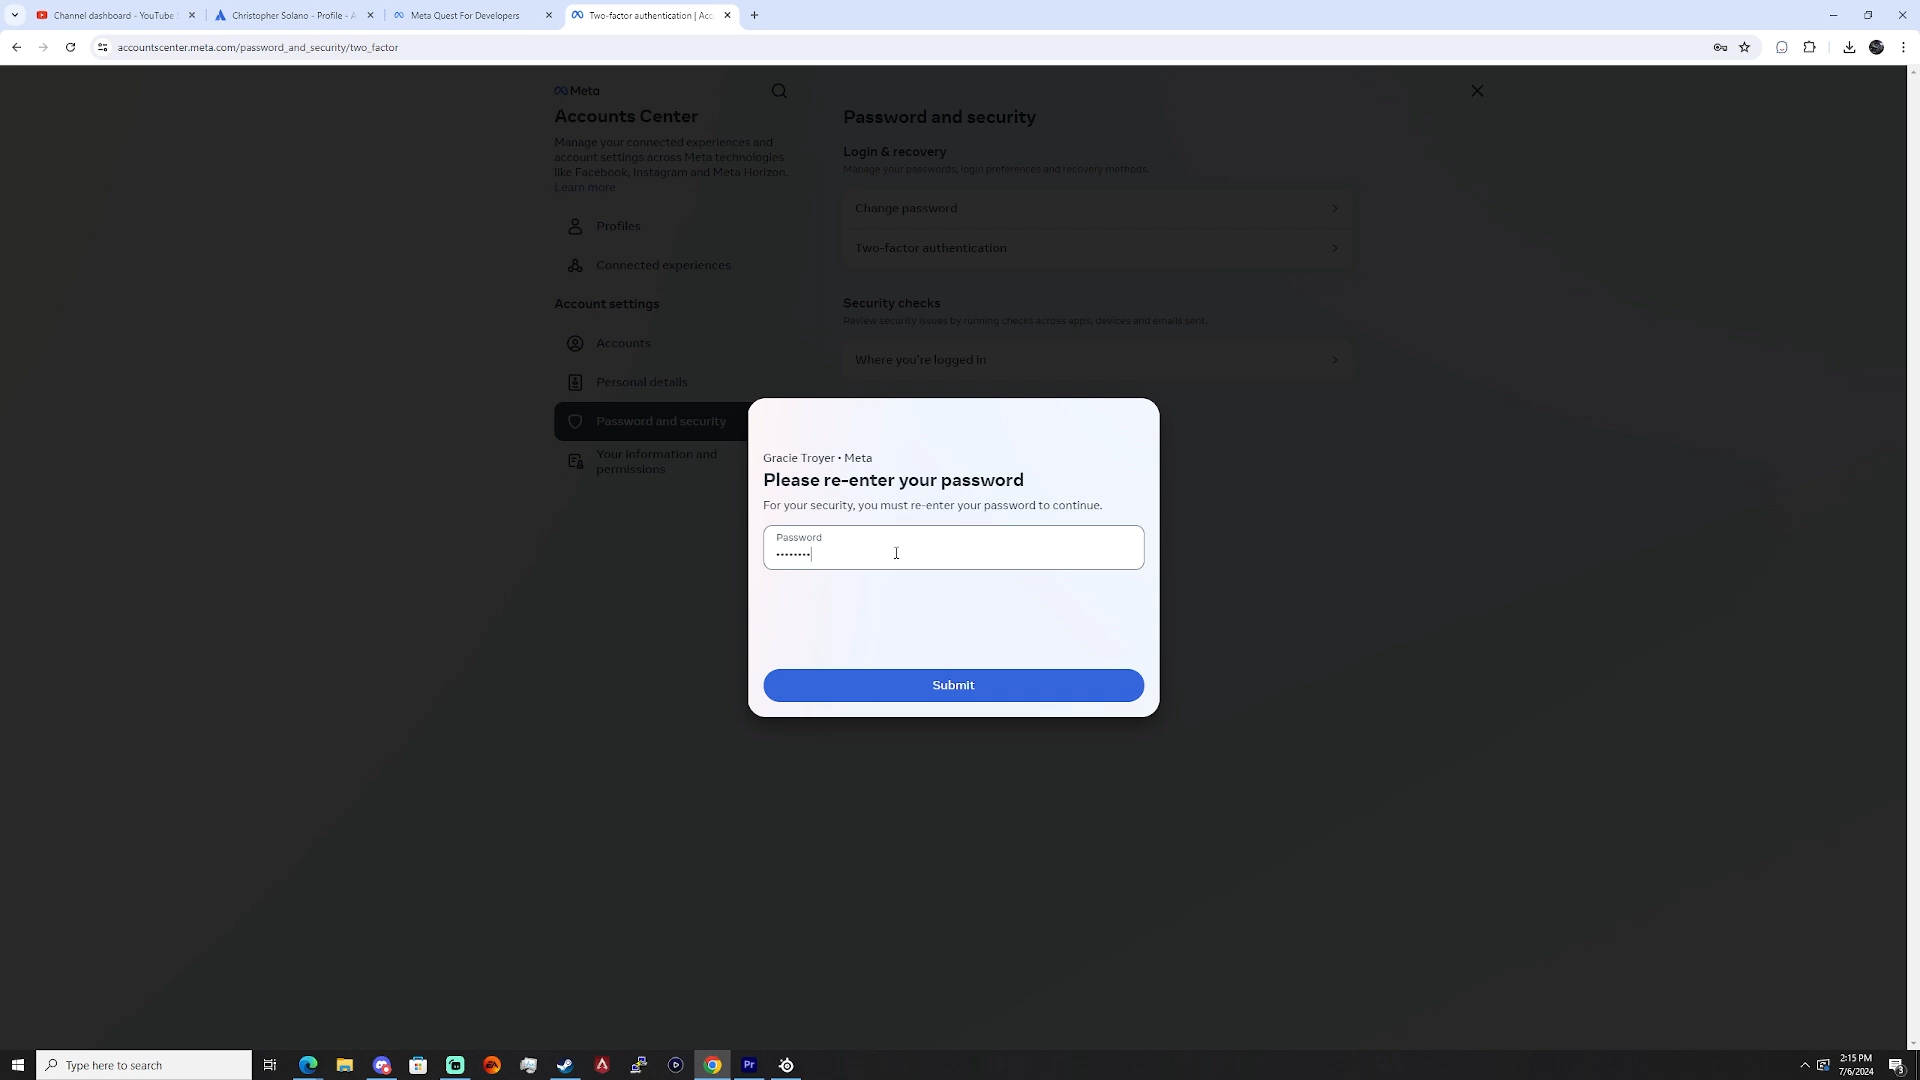 Channel dashboard - YouTube
Christopher Solano - Profile - A
Meta Quest For Developers
Two-factor authentication | Acc
accountscenter.meta.com/password_and_security/two_factor
Meta
Accounts Center
Manage your connected experiences and
account settings across Meta technologies
like Facebook, Instagram and Meta Horizon.
Learn more
Profiles
Connected experiences
Account settings
Accounts
Personal details
Password and security
Your information and
permissions
Password and security
Login & recovery
Manage your passwords, login preferences and recovery methods.
Change password
Two-factor authentication
Security checks
Review security issues by running checks across apps, devices and emails sent.
Where you're logged in
Gracie Troyer • Meta
Please re-enter your password
For your security, you must re-enter your password to continue.
Password
••••••••
Submit
Type here to search
EA
Pr
2:15 PM
7/6/2024
3